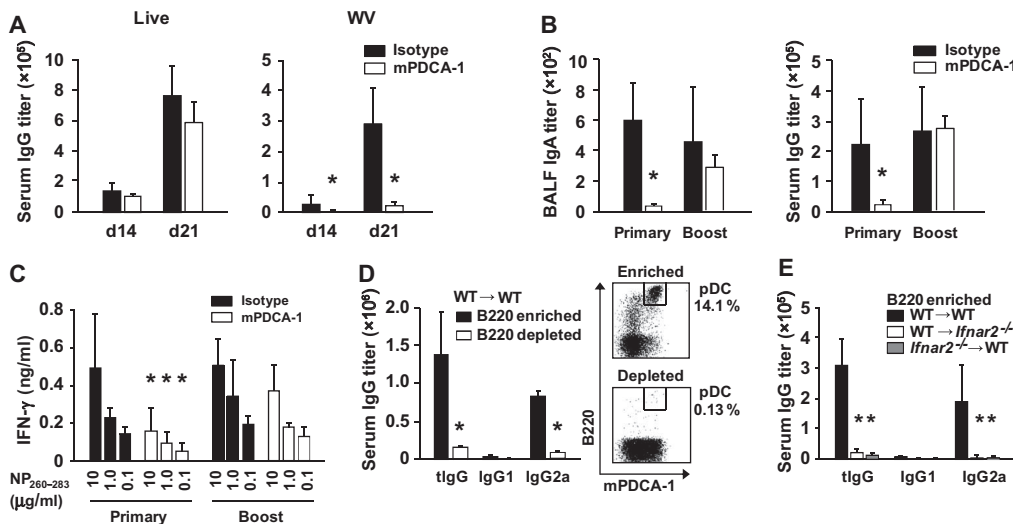 A
Live
WV
Isotype
mPDCA-1
Serum IgG titer (×10⁵)
10
8
6
4
2
0
5
4
3
2
1
0
*
*
d14
d21
d14
d21
B
BALF IgA titer (×10²)
10
8
6
4
2
0
*
Primary
Boost
Serum IgG titer (×10⁵)
Isotype
mPDCA-1
5
4
3
2
1
0
*
Primary
Boost
C
Isotype
mPDCA-1
IFN-γ (ng/ml)
0.8
0.6
0.4
0.2
0
* * *
NP260–283
(μg/ml)
10 1.0 0.1 10 1.0 0.1 10 1.0 0.1 10 1.0 0.1
Primary
Boost
D
WT → WT
B220 enriched
B220 depleted
Serum IgG titer (×10⁶)
2.0
1.5
1.0
0.5
0
*
*
tIgG
IgG1
IgG2a
Enriched
pDC
14.1 %
Depleted
pDC
0.13 %
B220
mPDCA-1
E
B220 enriched
WT → WT
WT → Ifnar2⁻/⁻
Ifnar2⁻/⁻ → WT
Serum IgG titer (×10⁵)
5
4
3
2
1
0
**
**
tIgG
IgG1
IgG2a